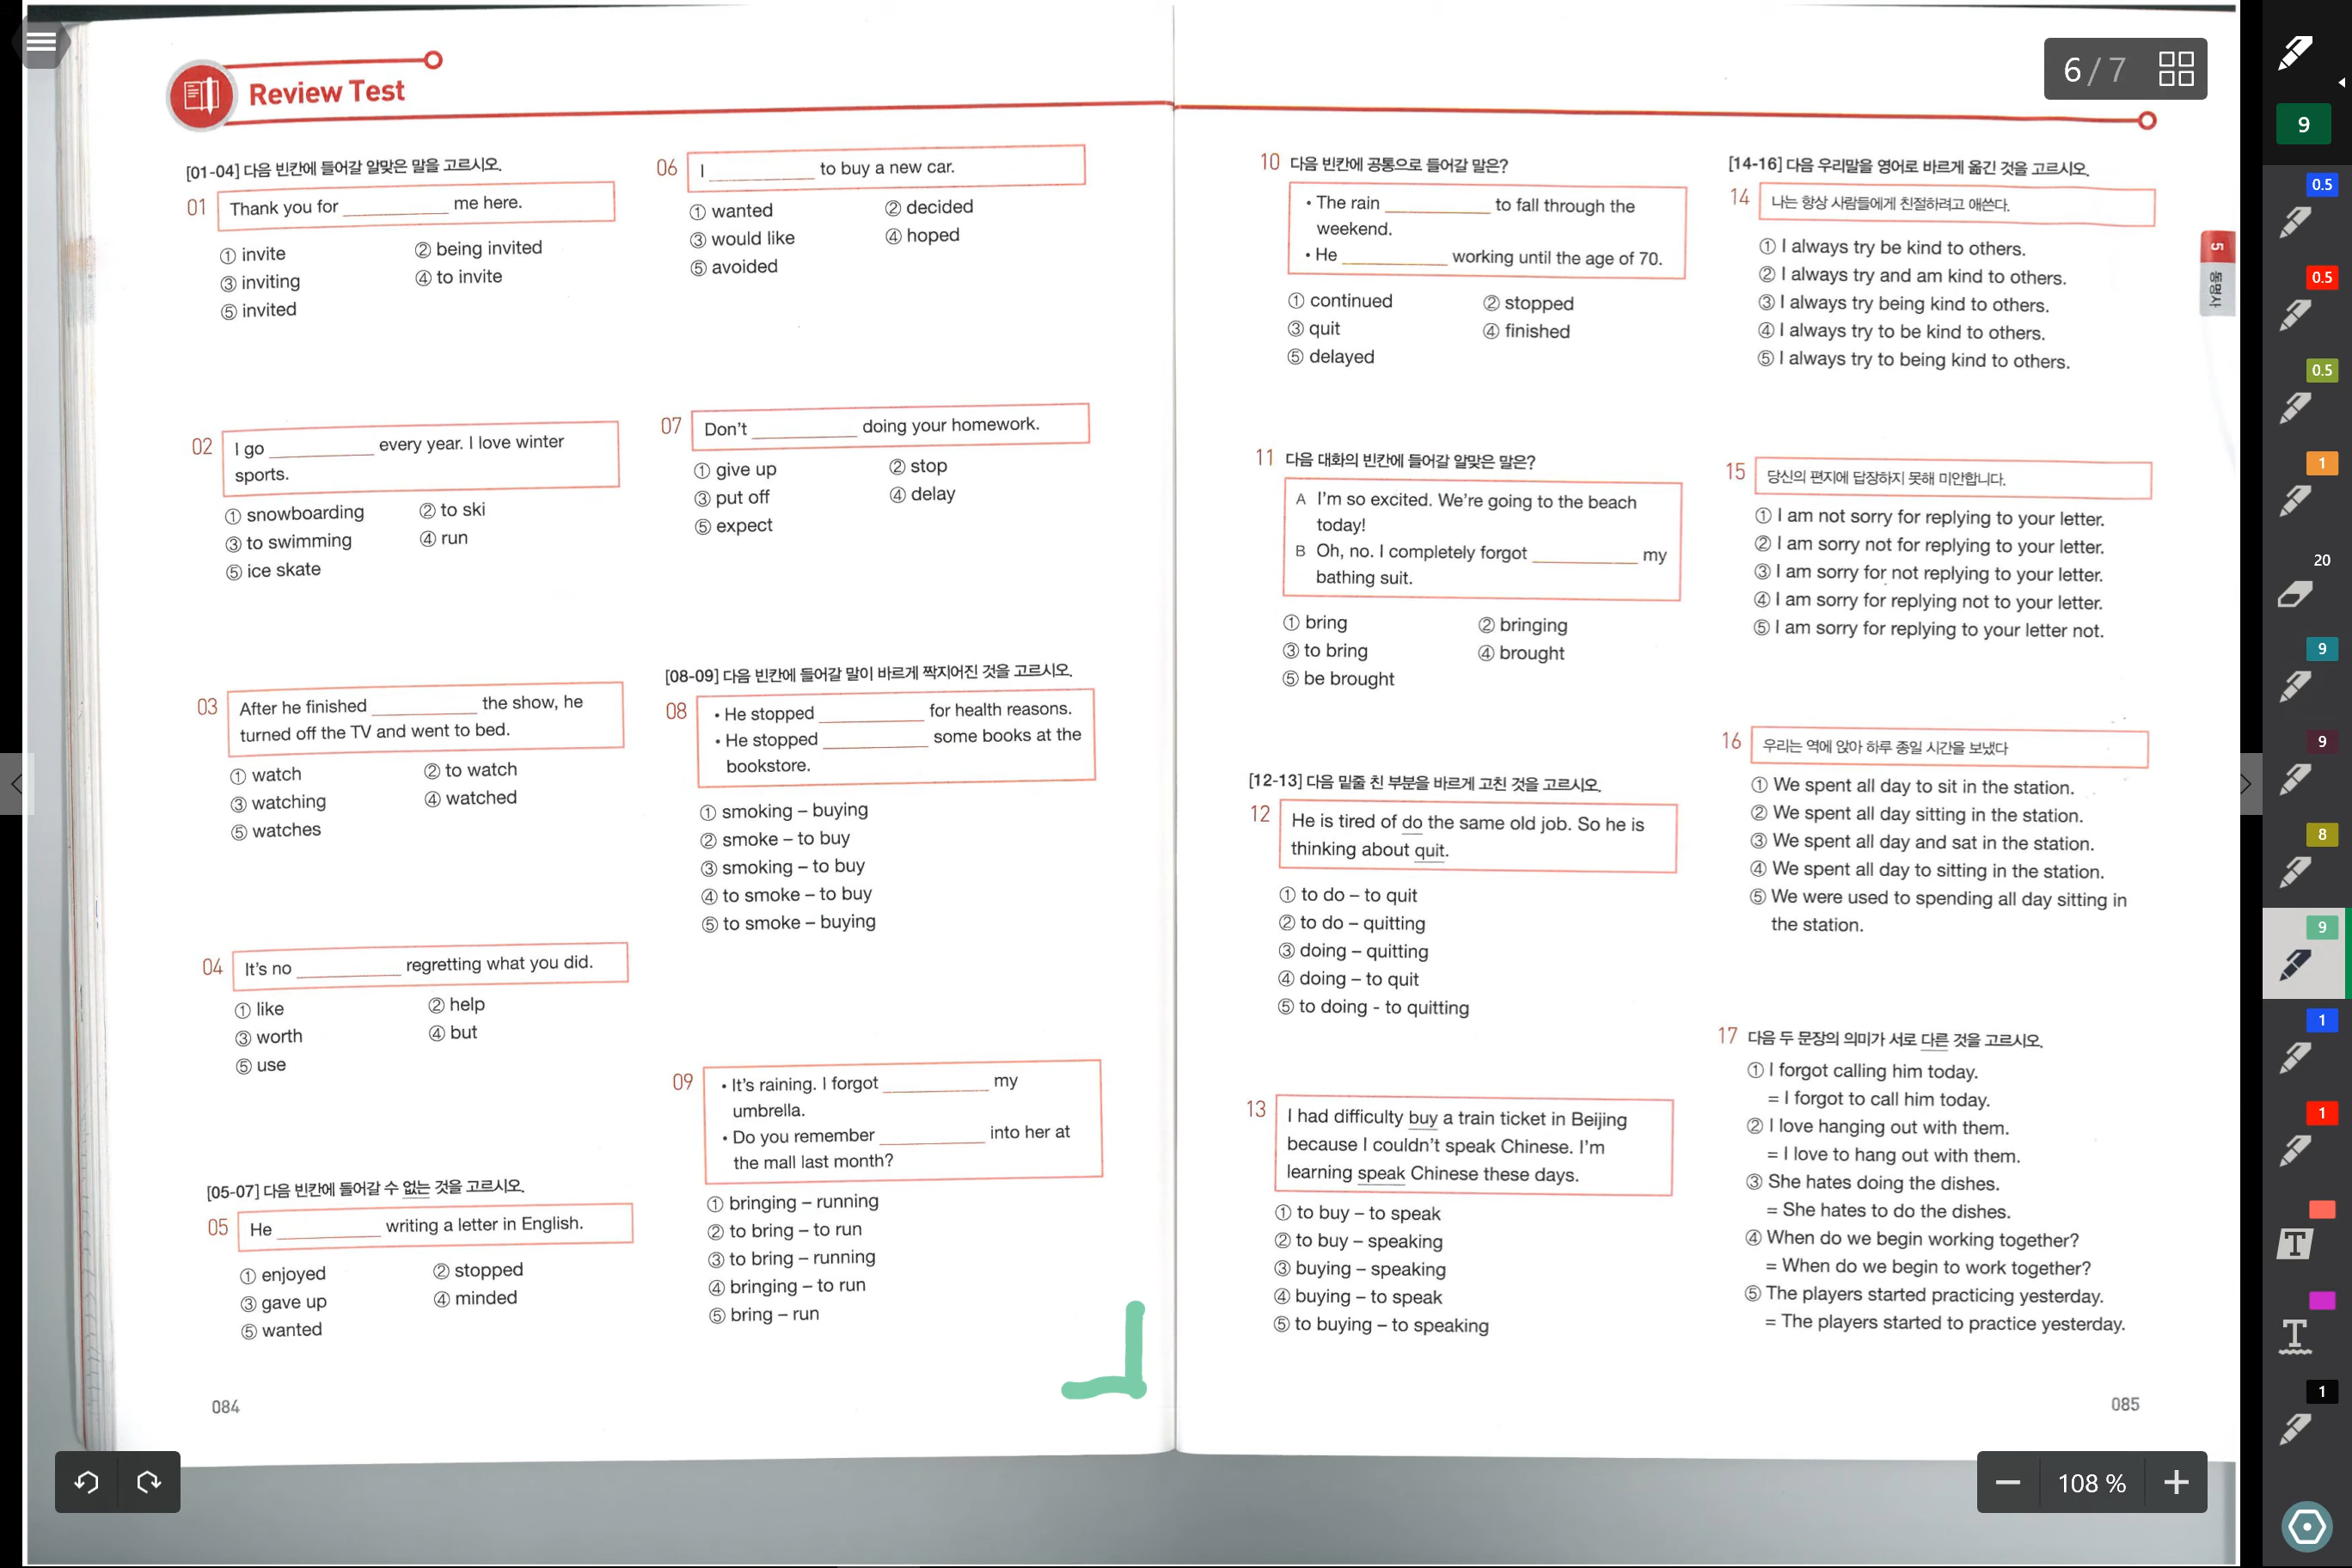 Review Test
6 / 7
[01-04] 다음 빈칸에 들어갈 알맞은 말을 고르시오.
01 Thank you for ____________ me here.
① invite ② being invited
③ inviting ④ to invite
⑤ invited
02 I go ____________ every year. I love winter
sports.
① snowboarding ② to ski
③ to swimming ④ run
⑤ ice skate
03 After he finished ____________ the show, he
turned off the TV and went to bed.
① watch ② to watch
③ watching ④ watched
⑤ watches
04 It's no ____________ regretting what you did.
① like ② help
③ worth ④ but
⑤ use
[05-07] 다음 빈칸에 들어갈 수 없는 것을 고르시오.
05 He ____________ writing a letter in English.
① enjoyed ② stopped
③ gave up ④ minded
⑤ wanted
084
06 I ____________ to buy a new car.
① wanted ② decided
③ would like ④ hoped
⑤ avoided
07 Don't ____________ doing your homework.
① give up ② stop
③ put off ④ delay
⑤ expect
[08-09] 다음 빈칸에 들어갈 말이 바르게 짝지어진 것을 고르시오.
08 • He stopped ____________ for health reasons.
• He stopped ____________ some books at the
bookstore.
① smoking – buying
② smoke – to buy
③ smoking – to buy
④ to smoke – to buy
⑤ to smoke – buying
09 • It's raining. I forgot ____________ my
umbrella.
• Do you remember ____________ into her at
the mall last month?
① bringing – running
② to bring – to run
③ to bring – running
④ bringing – to run
⑤ bring – run
10 다음 빈칸에 공통으로 들어갈 말은?
• The rain ____________ to fall through the
weekend.
• He ____________ working until the age of 70.
① continued ② stopped
③ quit ④ finished
⑤ delayed
11 다음 대화의 빈칸에 들어갈 알맞은 말은?
A I'm so excited. We're going to the beach
today!
B Oh, no. I completely forgot ____________ my
bathing suit.
① bring ② bringing
③ to bring ④ brought
⑤ be brought
[12-13] 다음 밑줄 친 부분을 바르게 고친 것을 고르시오.
12 He is tired of do the same old job. So he is
thinking about quit.
① to do – to quit
② to do – quitting
③ doing – quitting
④ doing – to quit
⑤ to doing - to quitting
13 I had difficulty buy a train ticket in Beijing
because I couldn't speak Chinese. I'm
learning speak Chinese these days.
① to buy – to speak
② to buy – speaking
③ buying – speaking
④ buying – to speak
⑤ to buying – to speaking
[14-16] 다음 우리말을 영어로 바르게 옮긴 것을 고르시오.
14 나는 항상 사람들에게 친절하려고 애쓴다.
① I always try be kind to others.
② I always try and am kind to others.
③ I always try being kind to others.
④ I always try to be kind to others.
⑤ I always try to being kind to others.
15 당신의 편지에 답장하지 못해 미안합니다.
① I am not sorry for replying to your letter.
② I am sorry not for replying to your letter.
③ I am sorry for not replying to your letter.
④ I am sorry for replying not to your letter.
⑤ I am sorry for replying to your letter not.
16 우리는 역에 앉아 하루 종일 시간을 보냈다
① We spent all day to sit in the station.
② We spent all day sitting in the station.
③ We spent all day and sat in the station.
④ We spent all day to sitting in the station.
⑤ We were used to spending all day sitting in
the station.
17 다음 두 문장의 의미가 서로 다른 것을 고르시오.
① I forgot calling him today.
= I forgot to call him today.
② I love hanging out with them.
= I love to hang out with them.
③ She hates doing the dishes.
= She hates to do the dishes.
④ When do we begin working together?
= When do we begin to work together?
⑤ The players started practicing yesterday.
= The players started to practice yesterday.
085
5
동명사
108 %
9
0.5
0.5
0.5
1
20
9
9
8
9
1
1
T
T
1